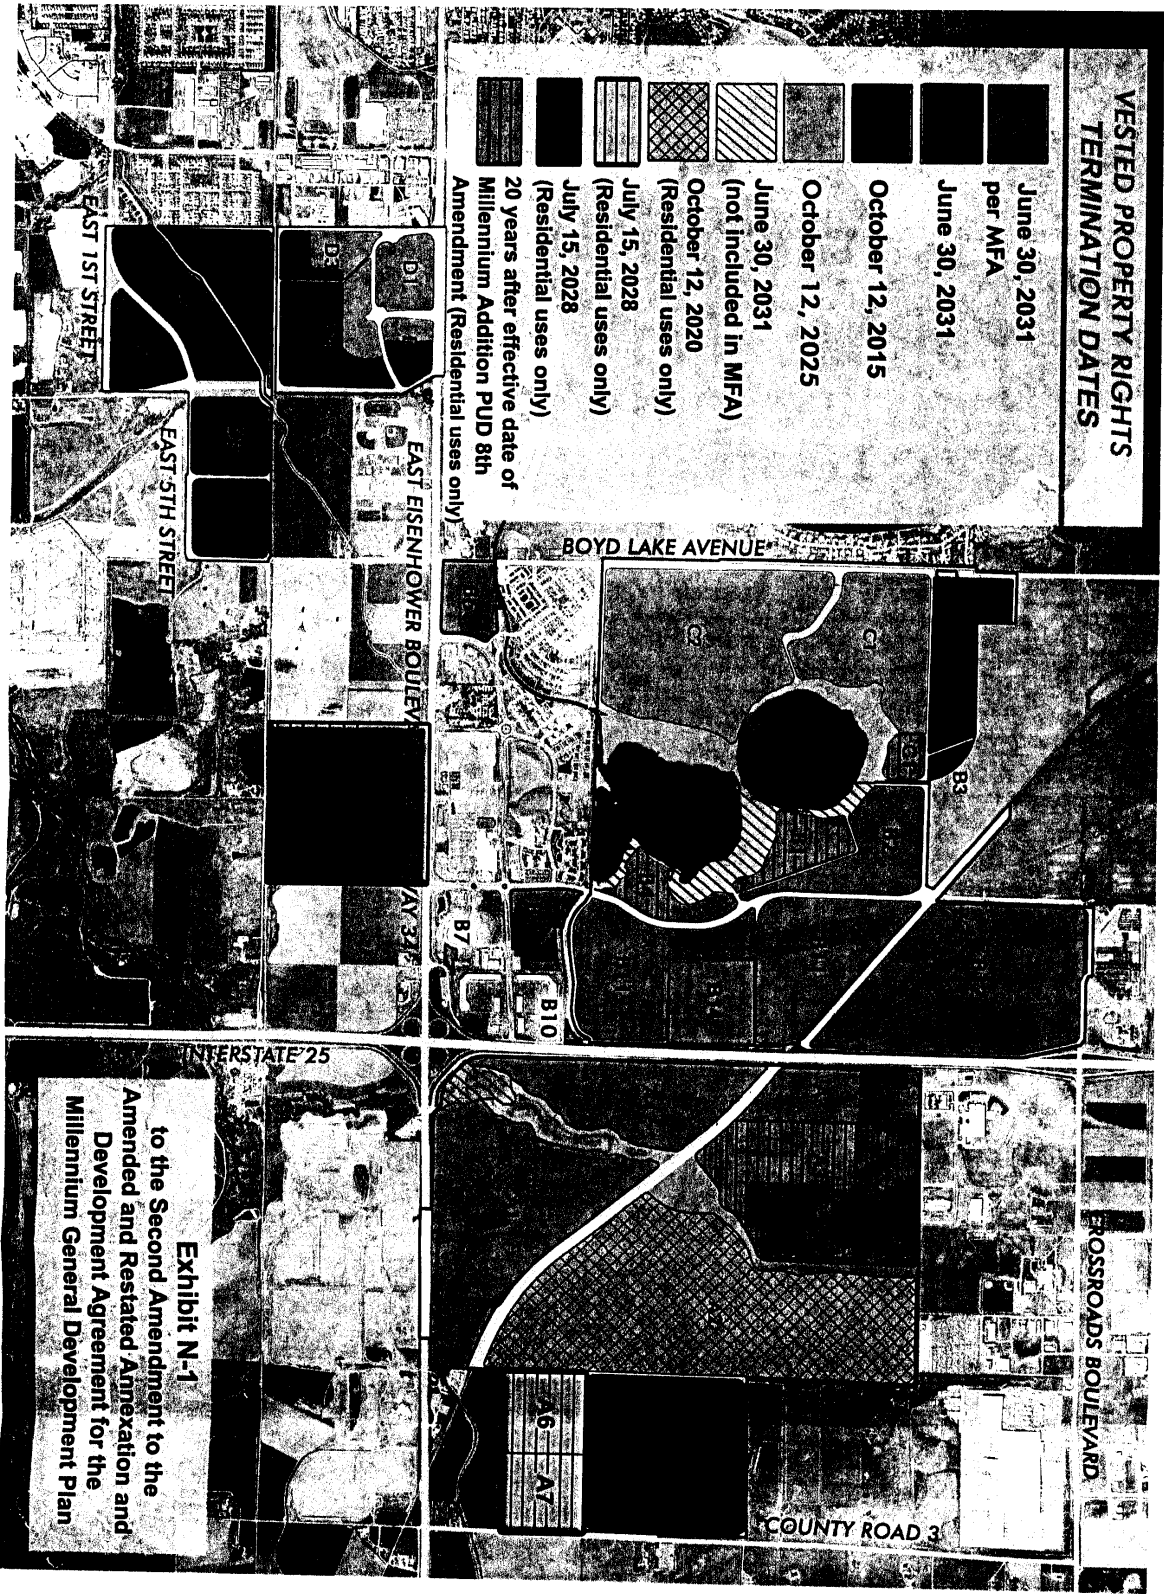 VESTED PROPERTY RIGHTS
TERMINATION DATES
June 30, 2031
per MFA
June 30, 2031
October 12, 2015
October 12, 2025
June 30, 2031
(not included in MFA)
October 12, 2020
(Residential uses only)
July 15, 2028
(Residential uses only)
July 15, 2028
(Residential uses only)
20 years after effective date of
Millennium Addition PUD 8th
Amendment (Residential uses only)
CROSSROADS BOULEVARD
BOYD LAKE AVENUE
B3
C1
C2
COUNTY ROAD 3
A6
A7
B10
B7
EAST EISENHOWER BOULEV
AY 34
D1
EAST 5TH STREET
EAST 1ST STREET
INTERSTATE 25
Exhibit N-1
to the Second Amendment to the
Amended and Restated Annexation and
Development Agreement for the
Millennium General Development Plan